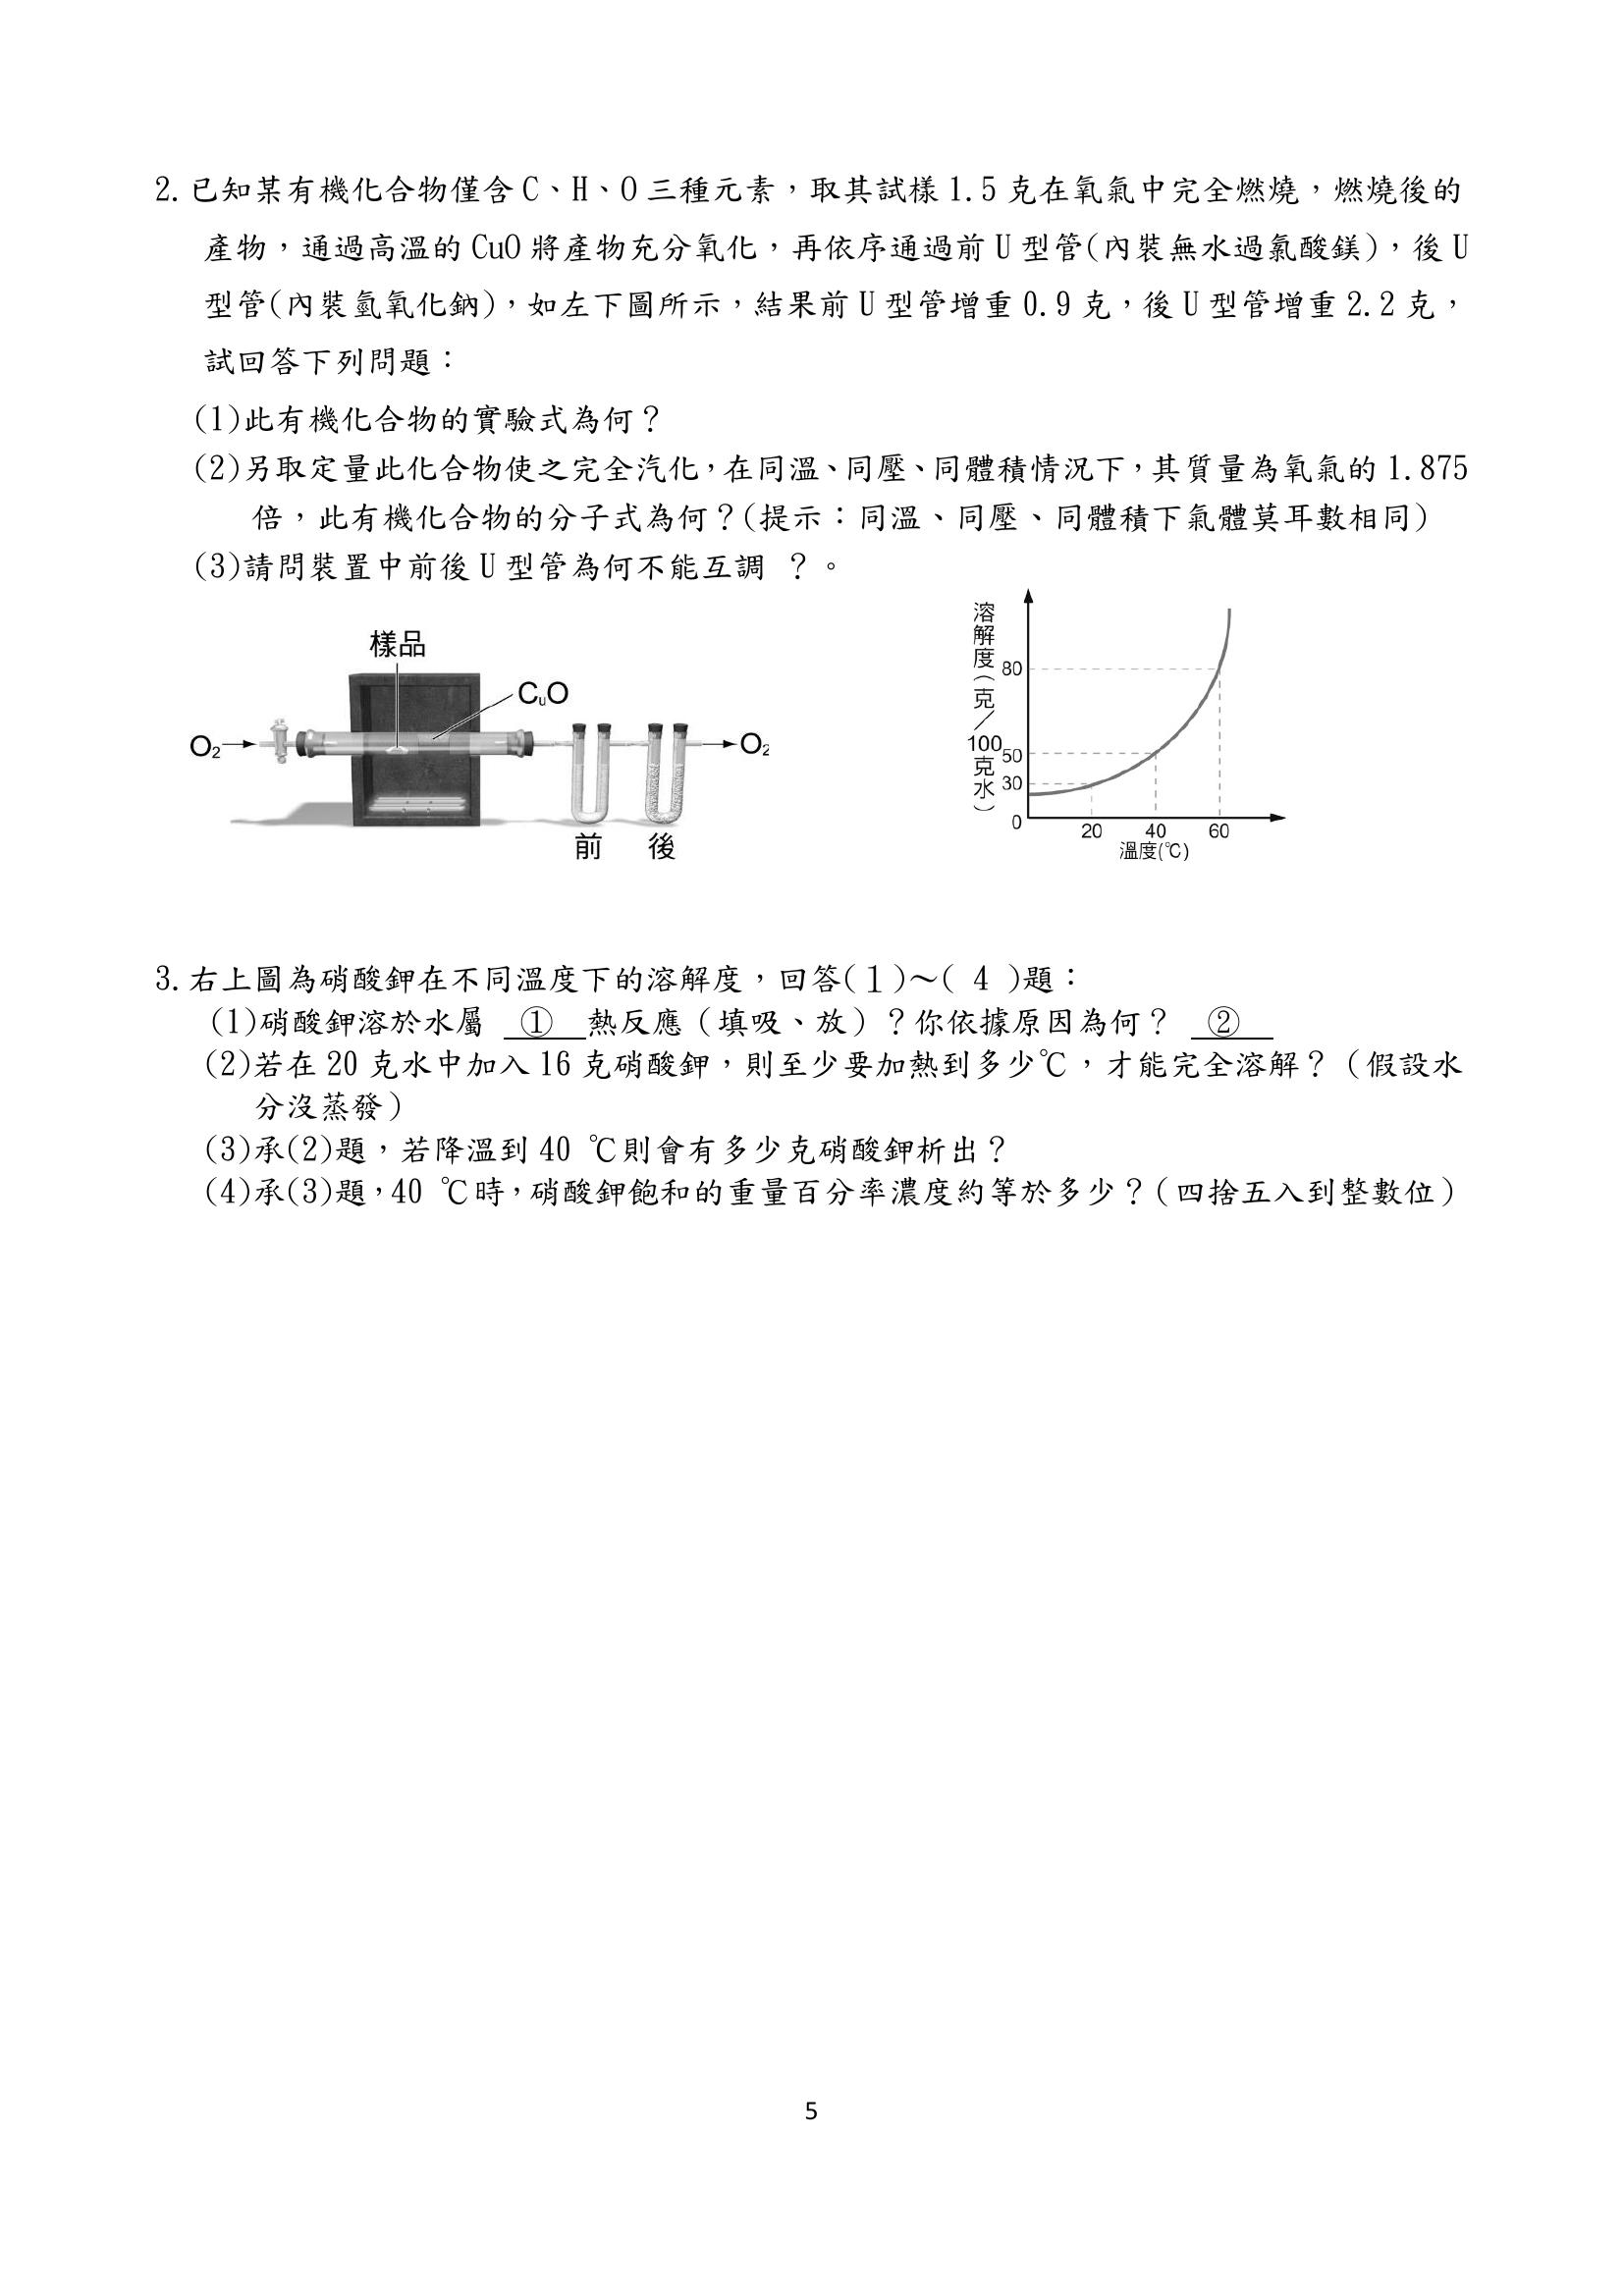 2.已知某有機化合物僅含C、H、O三種元素，取其試樣1.5克在氧氣中完全燃燒，燃燒後的
產物，通過高溫的CuO將產物充分氧化，再依序通過前U型管(內裝無水過氯酸鎂)，後U
型管(內裝氫氧化鈉)，如左下圖所示，結果前U型管增重0.9克，後U型管增重2.2克，
試回答下列問題：
(1)此有機化合物的實驗式為何？
(2)另取定量此化合物使之完全汽化，在同溫、同壓、同體積情況下，其質量為氧氣的1.875
倍，此有機化合物的分子式為何？(提示：同溫、同壓、同體積下氣體莫耳數相同)
(3)請問裝置中前後U型管為何不能互調 ？。
樣品
CuO
O₂
O₂
前
後
溶解度（克／100克水）
80
50
30
0
20
40
60
溫度(℃)
3.右上圖為硝酸鉀在不同溫度下的溶解度，回答(１)～( 4 )題：
(1)硝酸鉀溶於水屬 ① 熱反應（填吸、放）？你依據原因為何？ ②
(2)若在20克水中加入16克硝酸鉀，則至少要加熱到多少℃，才能完全溶解？（假設水
分沒蒸發）
(3)承(2)題，若降溫到40 ℃則會有多少克硝酸鉀析出？
(4)承(3)題，40 ℃時，硝酸鉀飽和的重量百分率濃度約等於多少？（四捨五入到整數位）
5